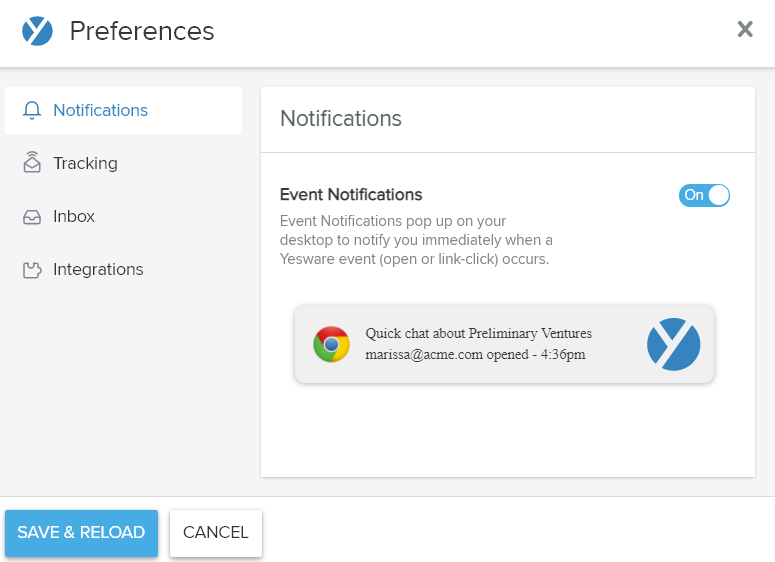 Preferences
Notifications
Tracking
Inbox
Integrations
Notifications
Event Notifications
On
Event Notifications pop up on your
desktop to notify you immediately when a
Yesware event (open or link-click) occurs.
Quick chat about Preliminary Ventures
marissa@acme.com opened - 4:36pm
SAVE & RELOAD
CANCEL